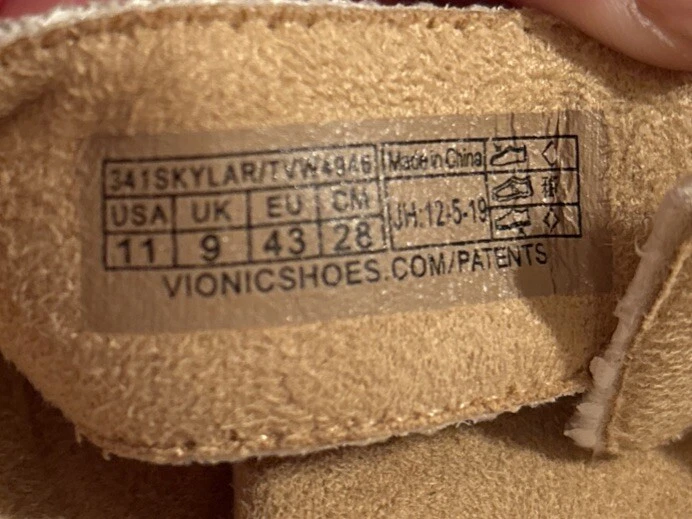 341SKYLAR/TVW4946 Made in China
USA UK EU CM JH:12-5-19
11 9 43 28
VIONICSHOES.COM/PATENTS